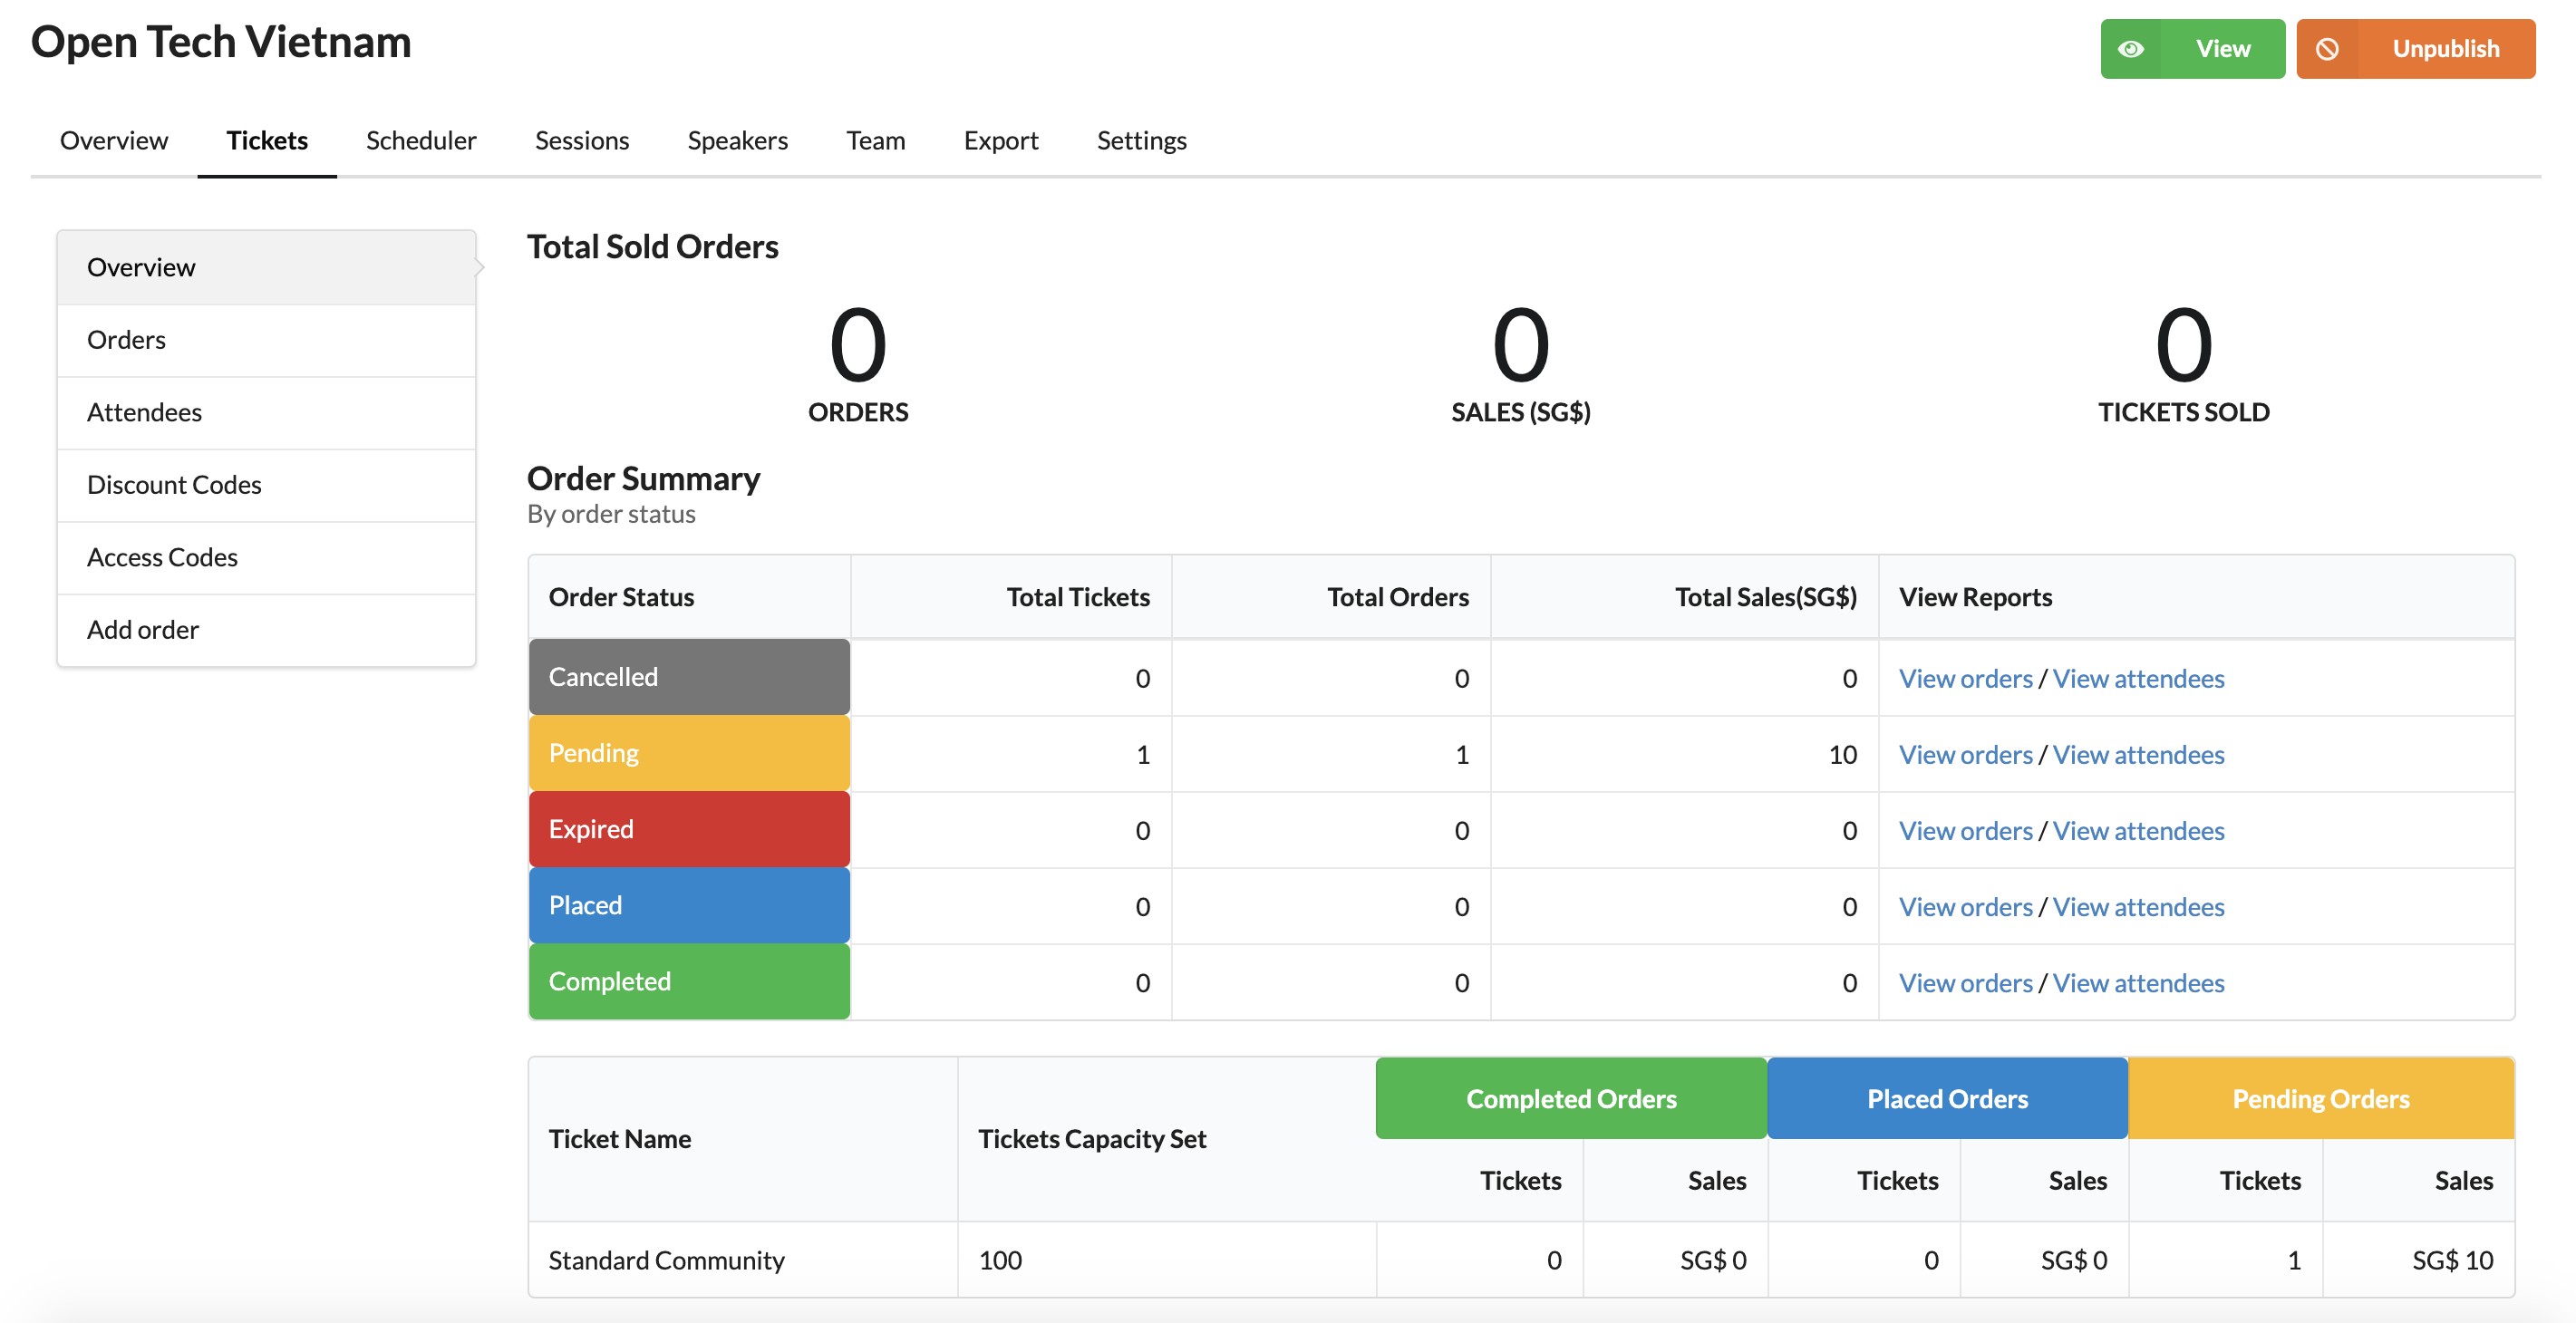 Open Tech Vietnam
View
Unpublish
Overview Tickets Scheduler Sessions Speakers Team Export Settings
Overview
Orders
Attendees
Discount Codes
Access Codes
Add order
Total Sold Orders
0 0 0
ORDERS SALES (SG$) TICKETS SOLD
Order Summary
By order status
Order Status Total Tickets Total Orders Total Sales(SG$) View Reports
Cancelled 0 0 0 View orders / View attendees
Pending 1 1 10 View orders / View attendees
Expired 0 0 0 View orders / View attendees
Placed 0 0 0 View orders / View attendees
Completed 0 0 0 View orders / View attendees
Completed Orders Placed Orders Pending Orders
Ticket Name Tickets Capacity Set
Tickets Sales Tickets Sales Tickets Sales
Standard Community 100 0 SG$ 0 0 SG$ 0 1 SG$ 10